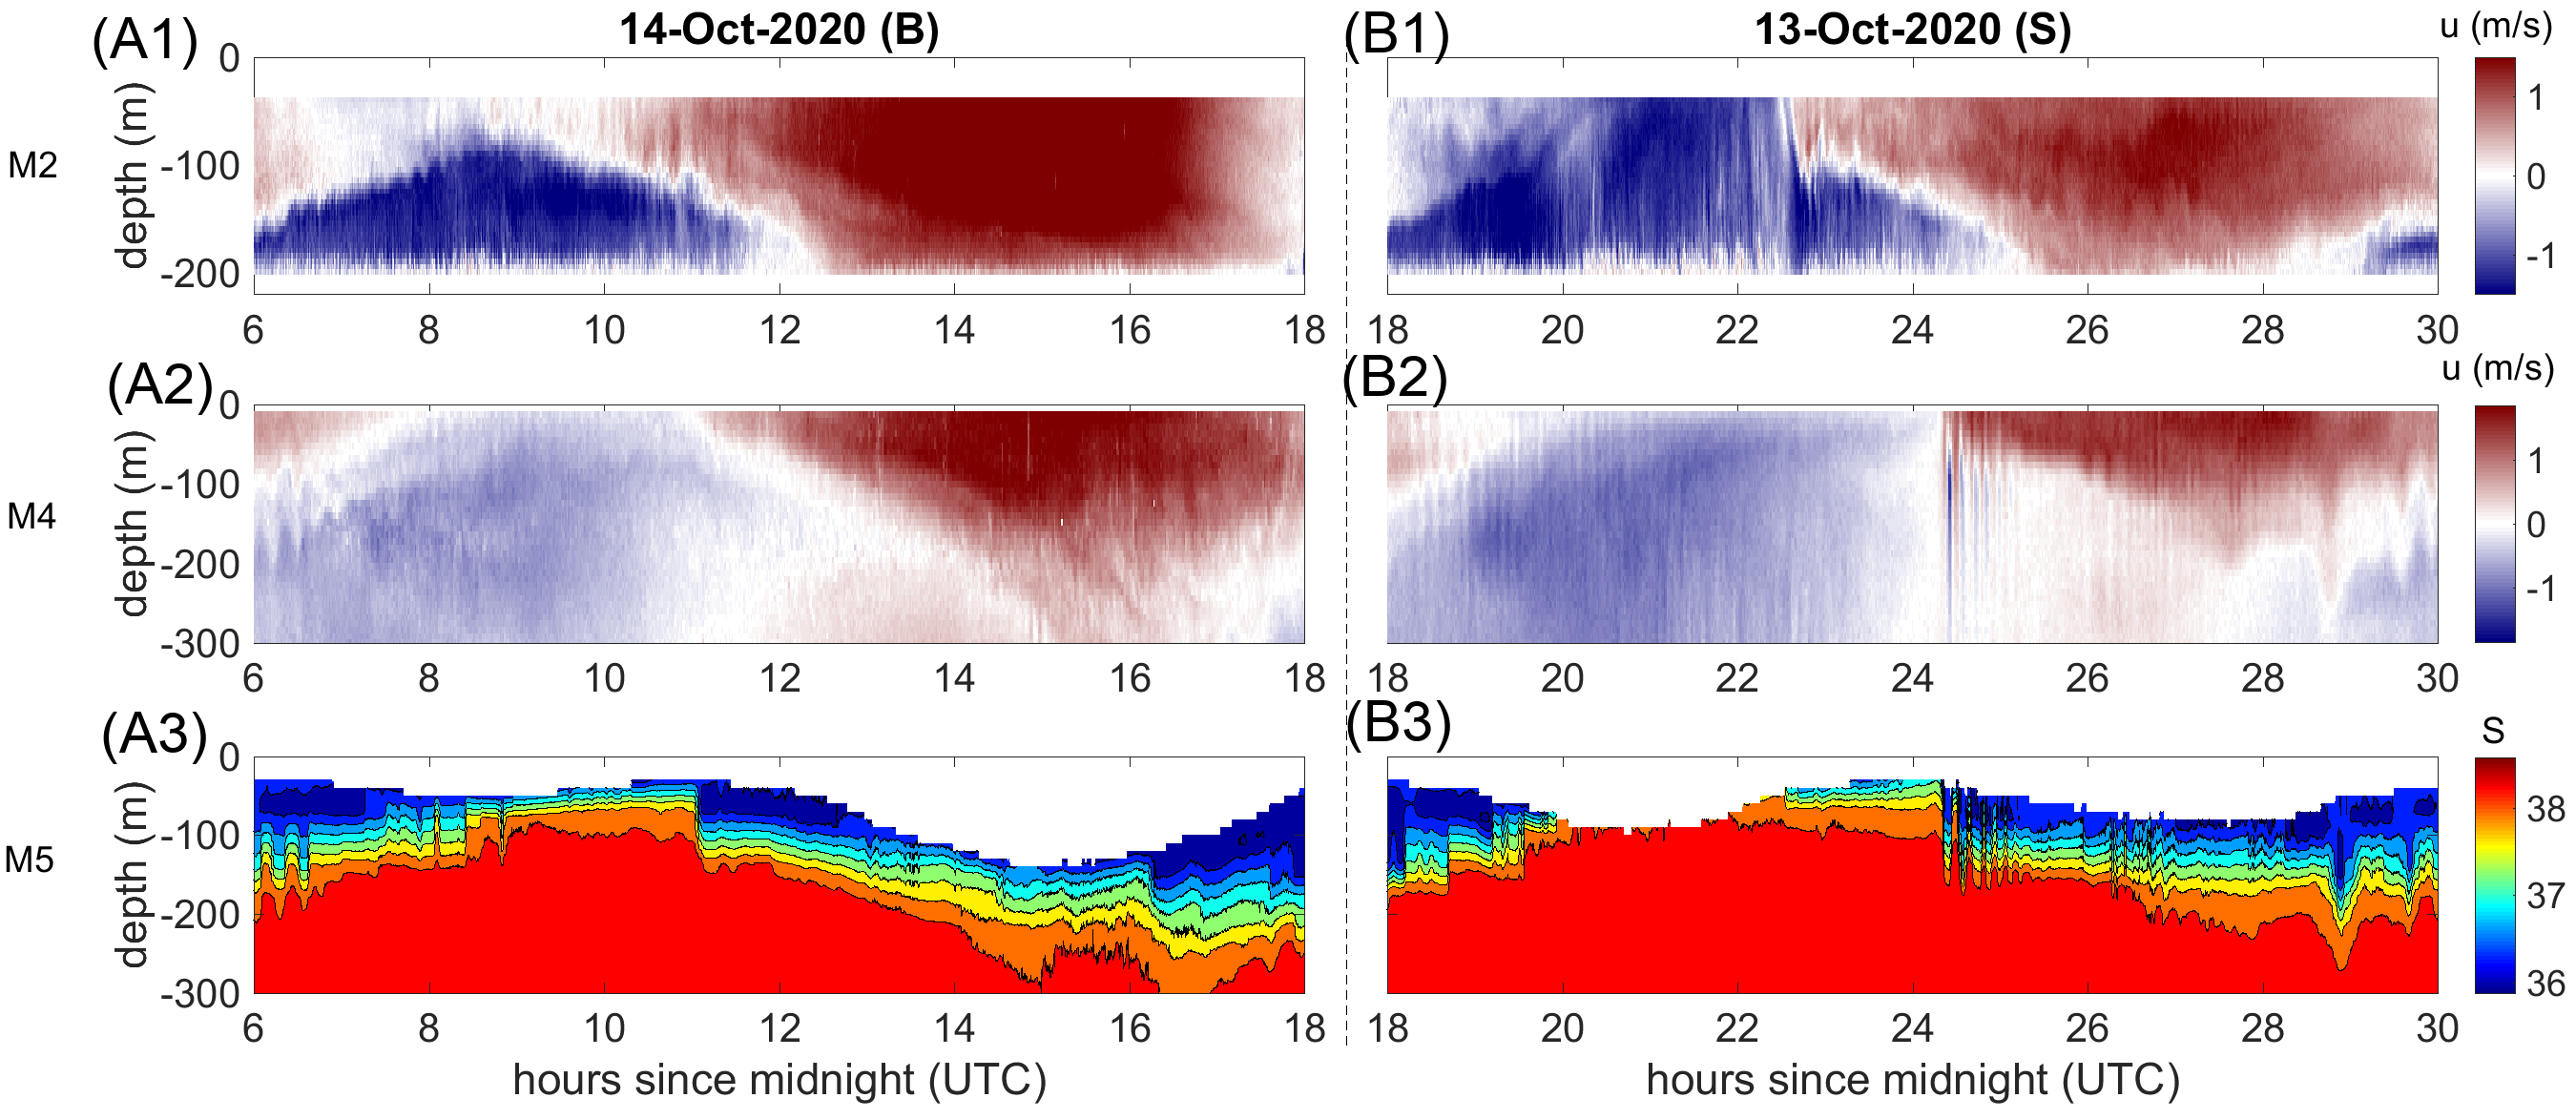 (A1) 14-Oct-2020 (B) (B1) 13-Oct-2020 (S) u (m/s)
M2
depth (m)
0
-100
-200
6 8 10 12 14 16 18
18 20 22 24 26 28 30
1
0
-1
(A2) (B2) u (m/s)
M4
depth (m)
0
-100
-200
-300
6 8 10 12 14 16 18
18 20 22 24 26 28 30
1
0
-1
(A3) (B3) S
M5
depth (m)
0
-100
-200
-300
6 8 10 12 14 16 18
18 20 22 24 26 28 30
38
37
36
hours since midnight (UTC) hours since midnight (UTC)